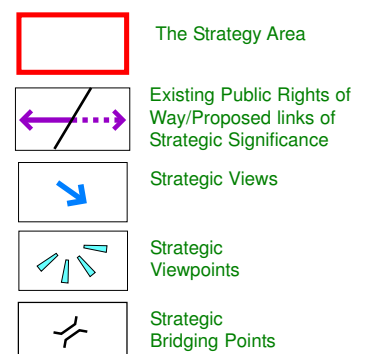 The Strategy Area
Existing Public Rights of
Way/Proposed links of
Strategic Significance
Strategic Views
Strategic
Viewpoints
Strategic
Bridging Points